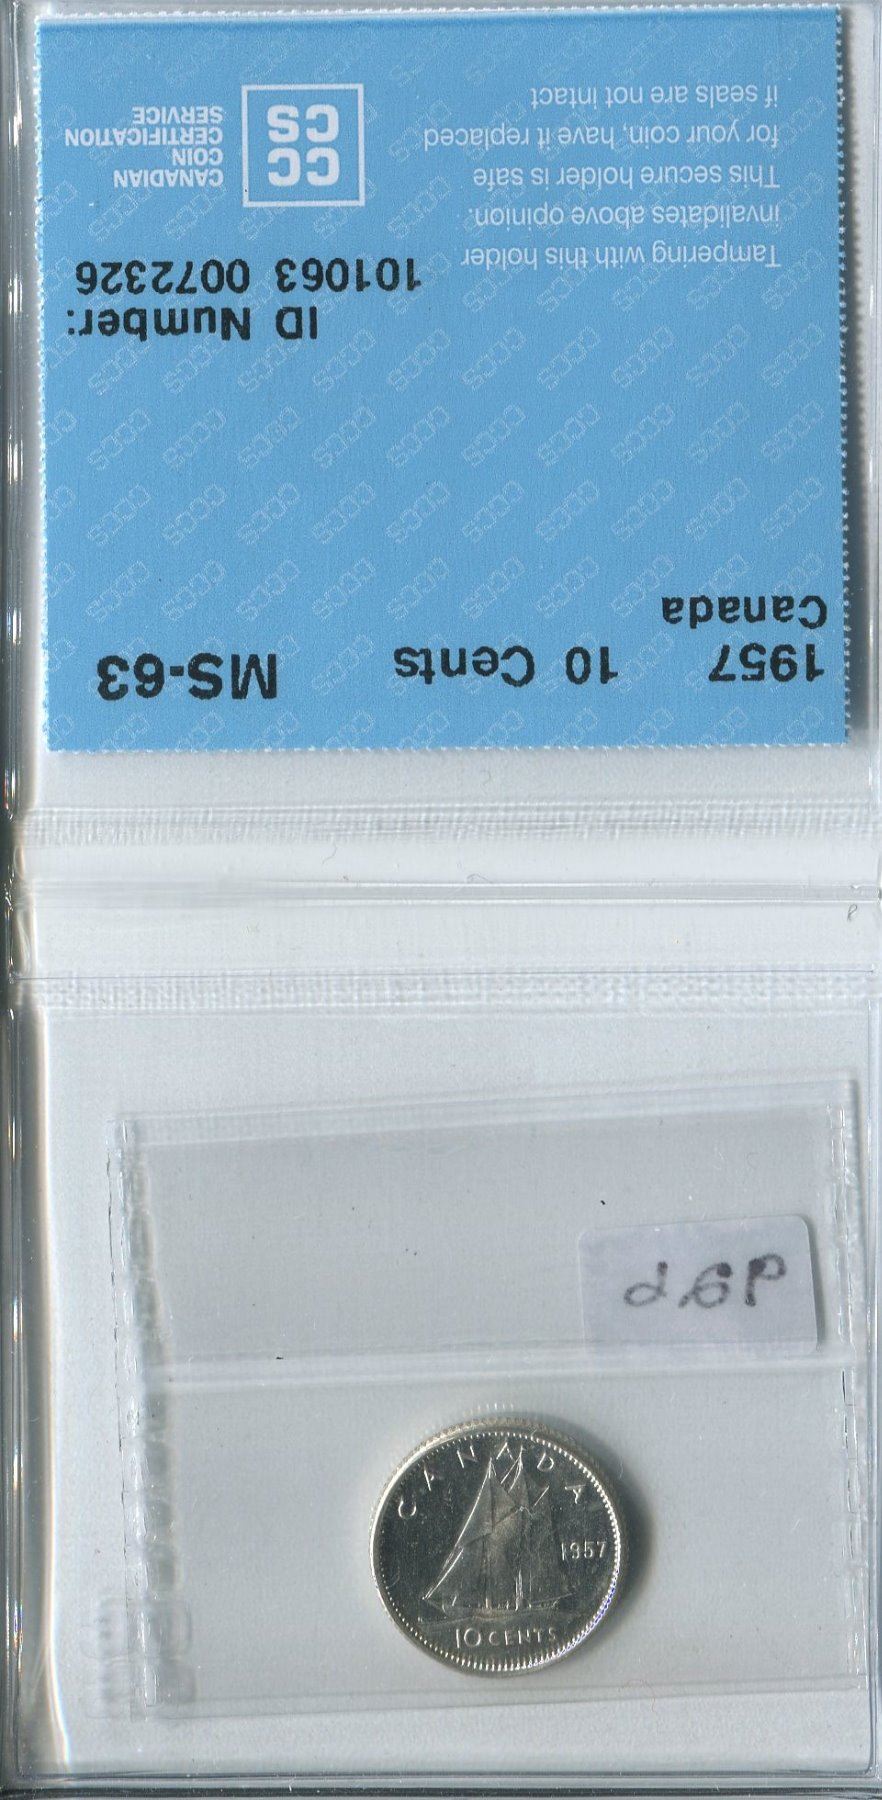 1957 10 Cents MS-63
Canada
ID Number:
101063 0072326
Tampering with this holder
invalidates above opinion.
This secure holder is safe
for your coin, have it replaced
if seals are not intact
CC
CS
CANADIAN
COIN
CERTIFICATION
SERVICE
CANADA
1957
10 CENTS